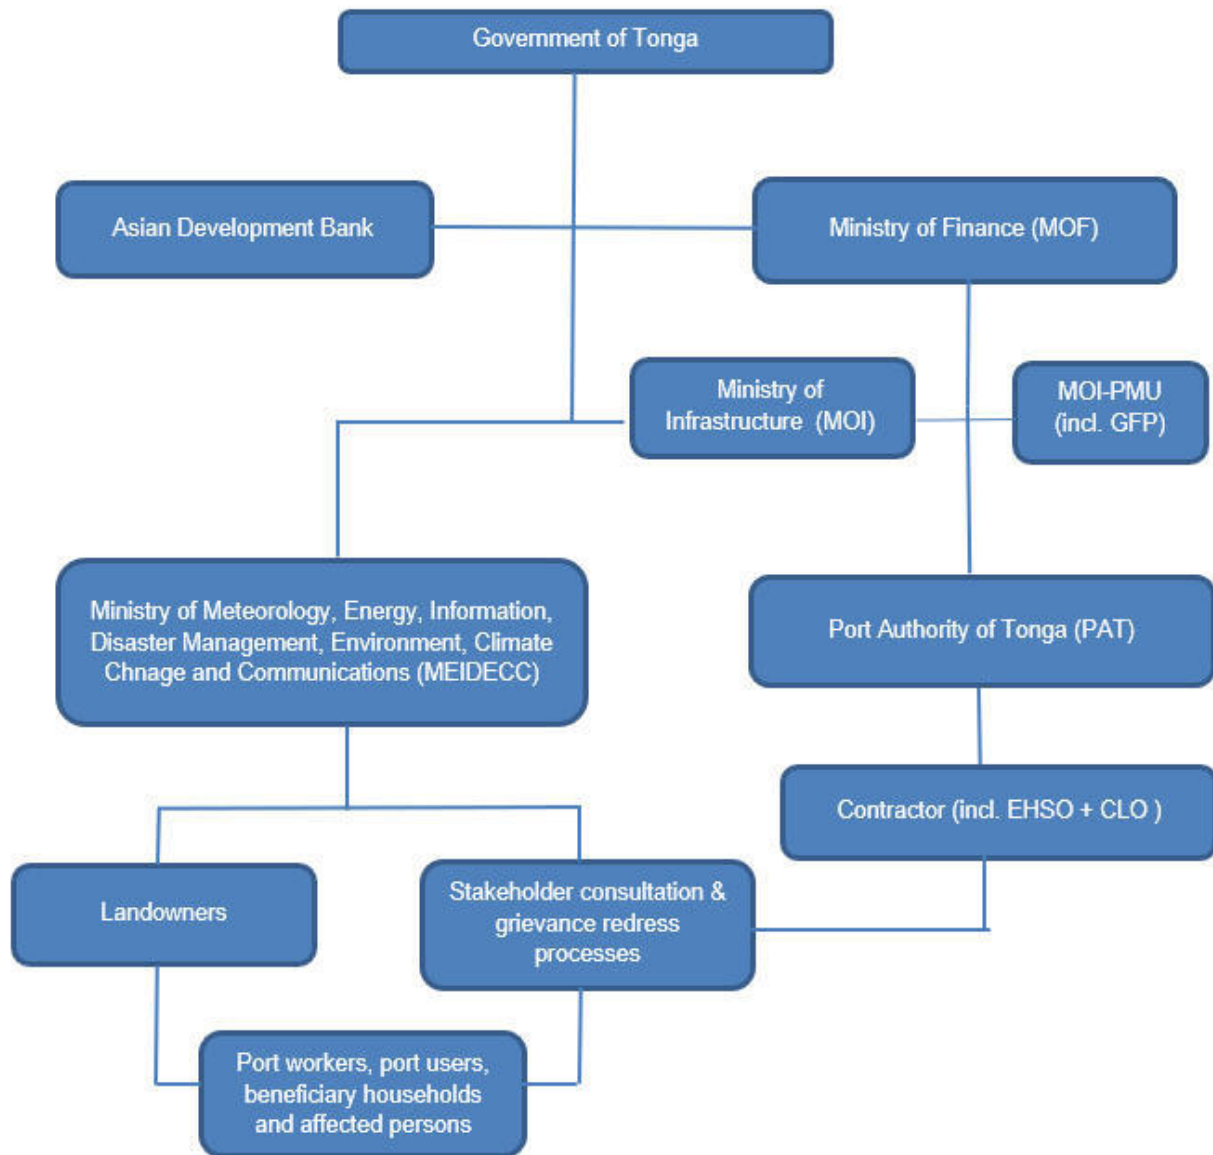 Government of Tonga
Asian Development Bank
Ministry of Finance (MOF)
Ministry of
Infrastructure (MOI)
MOI-PMU
(incl. GFP)
Ministry of Meteorology, Energy, Information,
Disaster Management, Environment, Climate
Chnage and Communications (MEIDECC)
Port Authority of Tonga (PAT)
Contractor (incl. EHSO + CLO )
Landowners
Stakeholder consultation &
grievance redress
processes
Port workers, port users,
beneficiary households
and affected persons